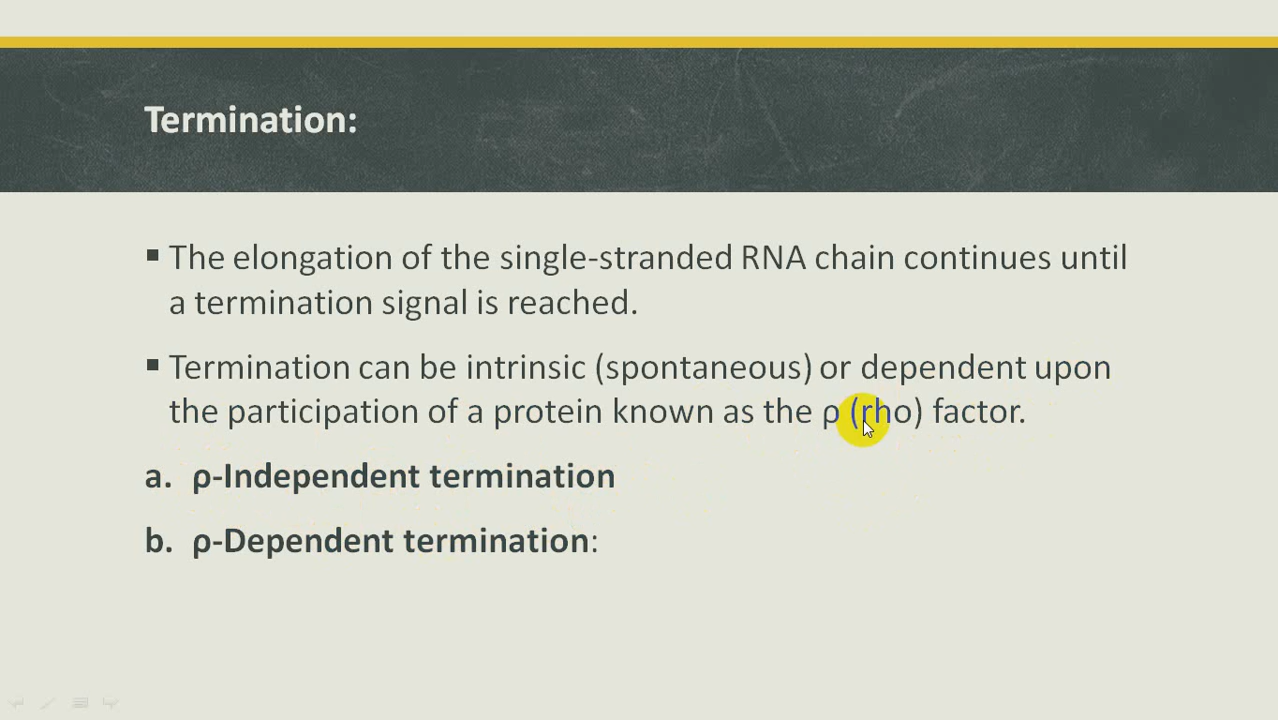 Termination:
▪ The elongation of the single-stranded RNA chain continues until
a termination signal is reached.
▪ Termination can be intrinsic (spontaneous) or dependent upon
the participation of a protein known as the ρ (rho) factor.
a. ρ-Independent termination
b. ρ-Dependent termination: